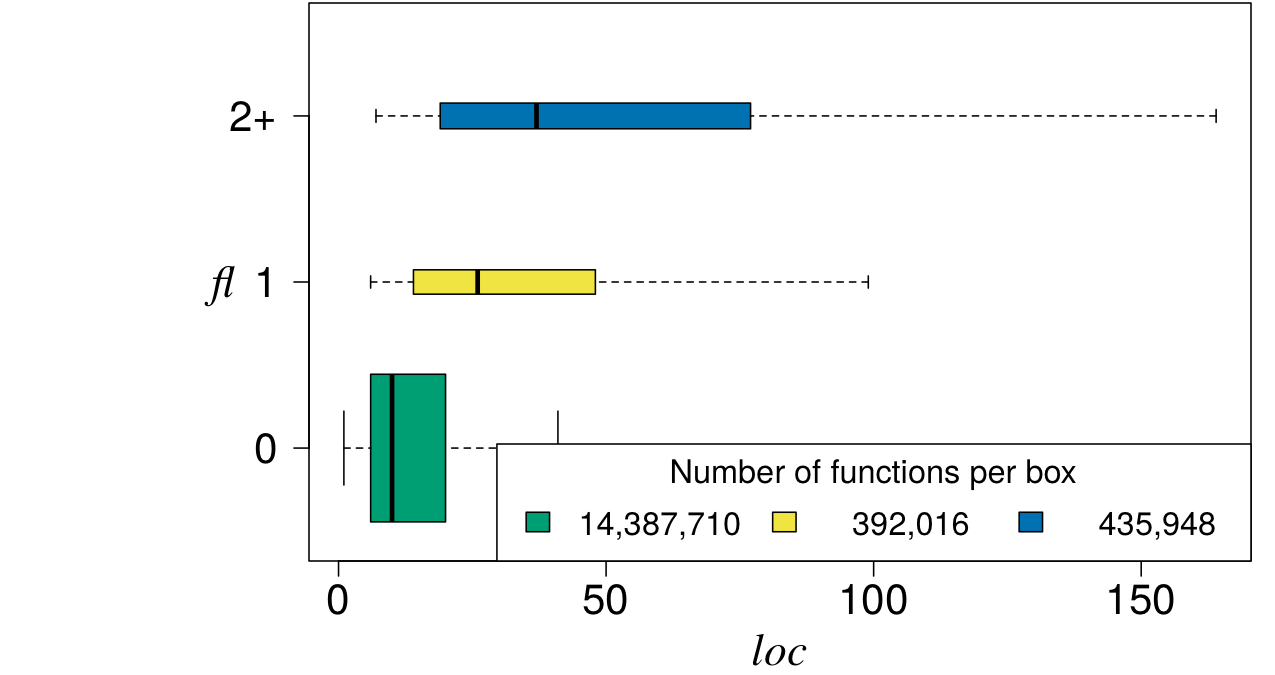 2+
fl 1
0
Number of functions per box
14,387,710 392,016 435,948
0 50 100 150
loc